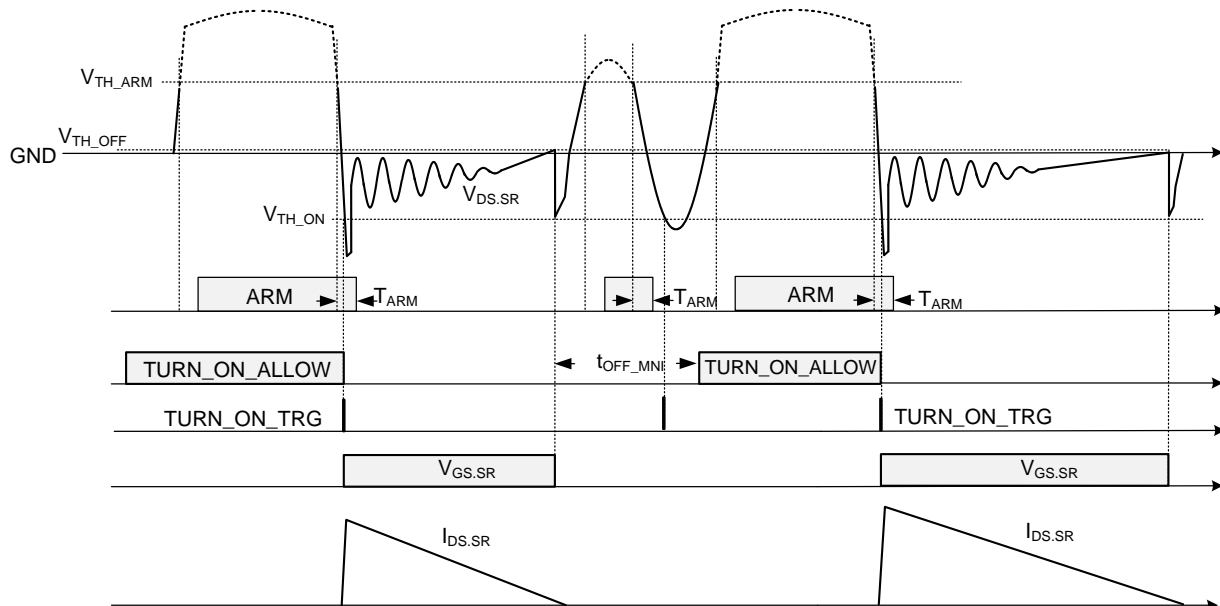 VTH_ARM
VTH_OFF
GND
VDS.SR
VTH_ON
ARM
TARM
TARM
ARM
TARM
TURN_ON_ALLOW
tOFF_MNI
TURN_ON_ALLOW
TURN_ON_TRG
TURN_ON_TRG
VGS.SR
VGS.SR
IDS.SR
IDS.SR